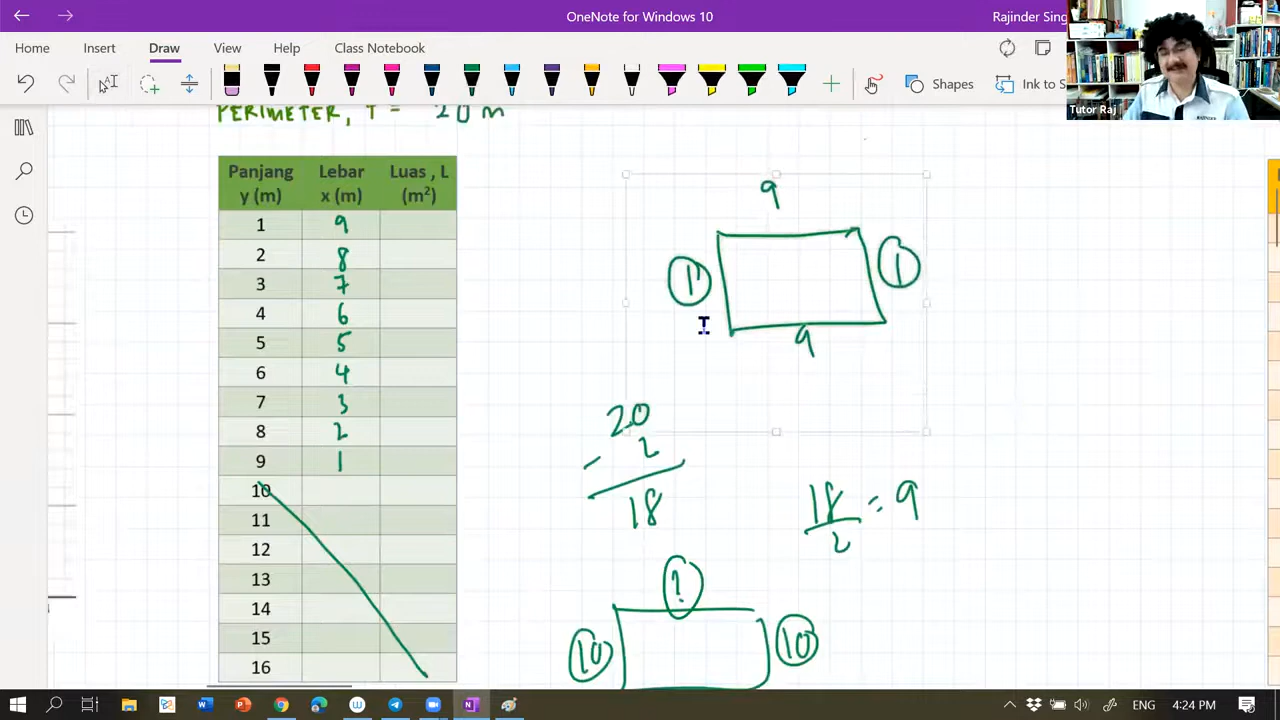 OneNote for Windows 10
Rajinder Sing
Home Insert Draw View Help Class Notebook
Shapes Ink to S
Tutor Raj
PERIMETER, T = 20 m
Panjang y (m) Lebar x (m) Luas , L (m²)
1 9
2 8
3 7
4 6
5 5
6 4
7 3
8 2
9 1
10
11
12
13
14
15
16
9
1 1
9
20
- 2
18
18/2 = 9
?
10 10
ENG 4:24 PM